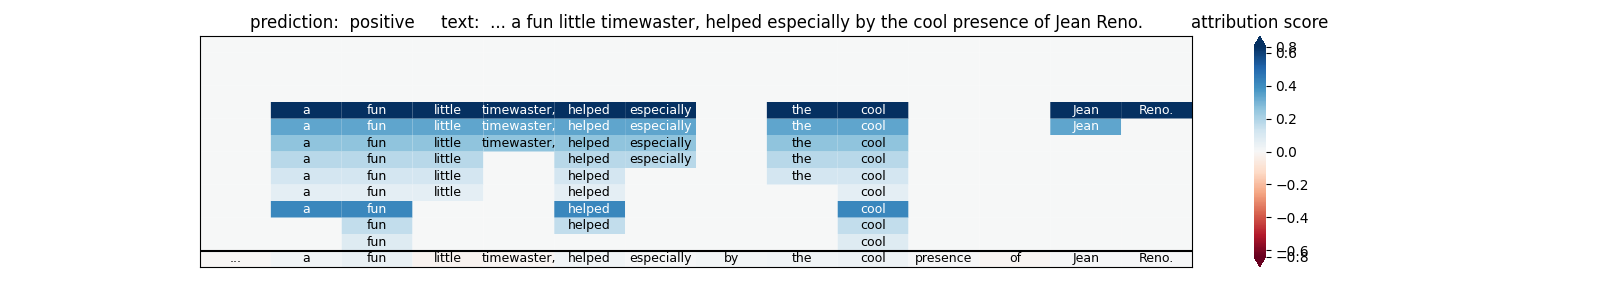 prediction:  positive     text:  ... a fun little timewaster, helped especially by the cool presence of Jean Reno.     attribution score
a fun little timewaster, helped especially the cool Jean Reno.
a fun little timewaster, helped especially the cool Jean
a fun little timewaster, helped especially the cool
a fun little helped especially the cool
a fun little helped the cool
a fun little helped cool
a fun helped cool
fun helped cool
fun cool
... a fun little timewaster, helped especially by the cool presence of Jean Reno.
0.8
0.6
0.4
0.2
0.0
−0.2
−0.4
−0.6
−0.8